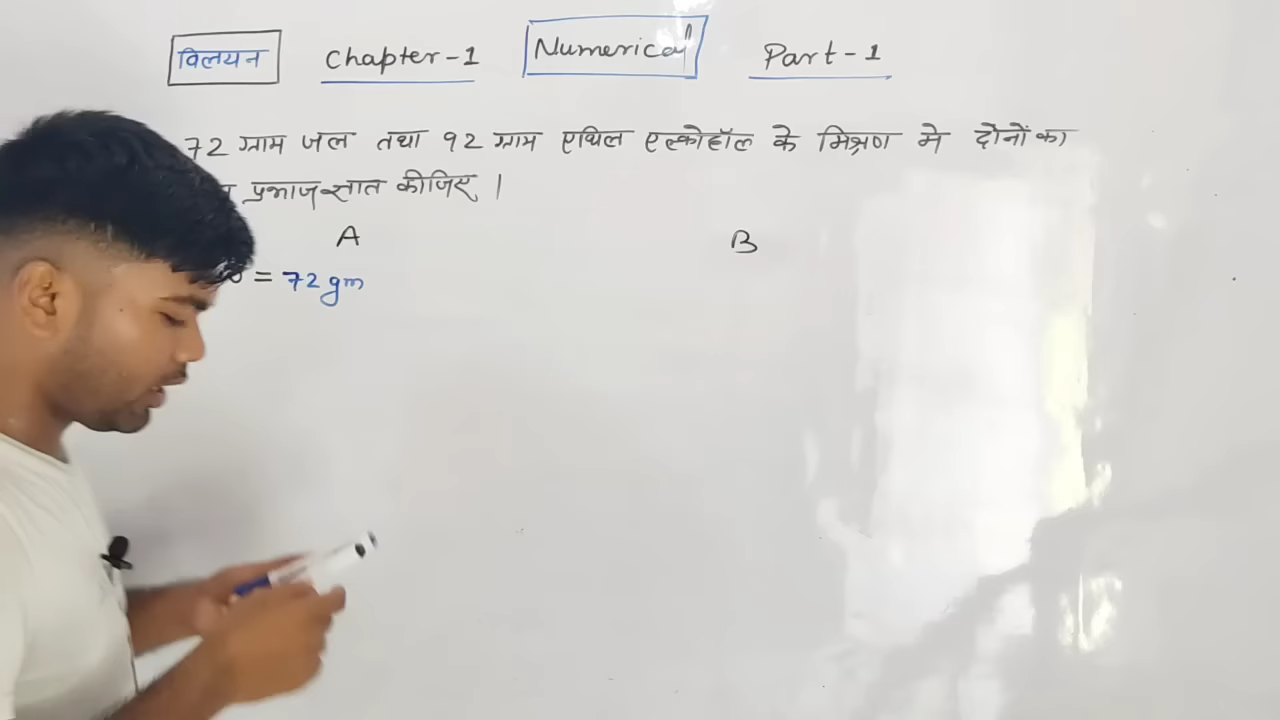 विलयन Chapter-1 Numerical Part-1
72 ग्राम जल तथा 92 ग्राम एथिल एल्कोहॉल के मिश्रण मे दोनों का
प्रभाज ज्ञात कीजिए ।
A B
= 72 gm